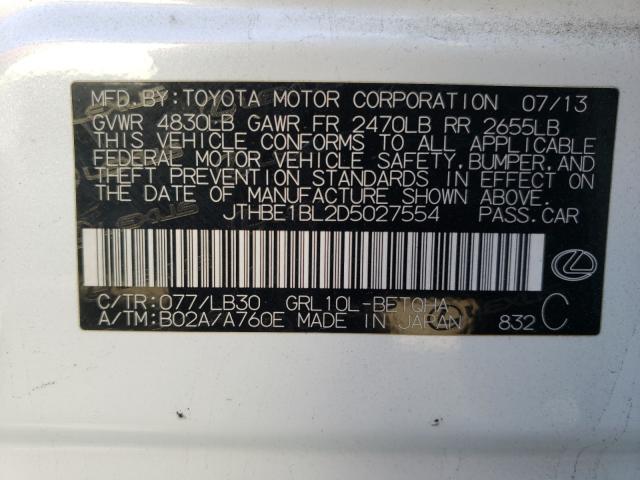 MFD.BY:TOYOTA MOTOR CORPORATION 07/13
GVWR 4830LB GAWR FR 2470LB RR 2655LB
THIS VEHICLE CONFORMS TO ALL APPLICABLE
FEDERAL MOTOR VEHICLE SAFETY,BUMPER,AND
THEFT PREVENTION STANDARDS IN EFFECT ON
THE DATE OF MANUFACTURE SHOWN ABOVE.
JTHBE1BL2D5027554 PASS.CAR
C/TR:077/LB30 GRL10L-BETQHA
A/TM:B02A/A760E MADE IN JAPAN 832 C